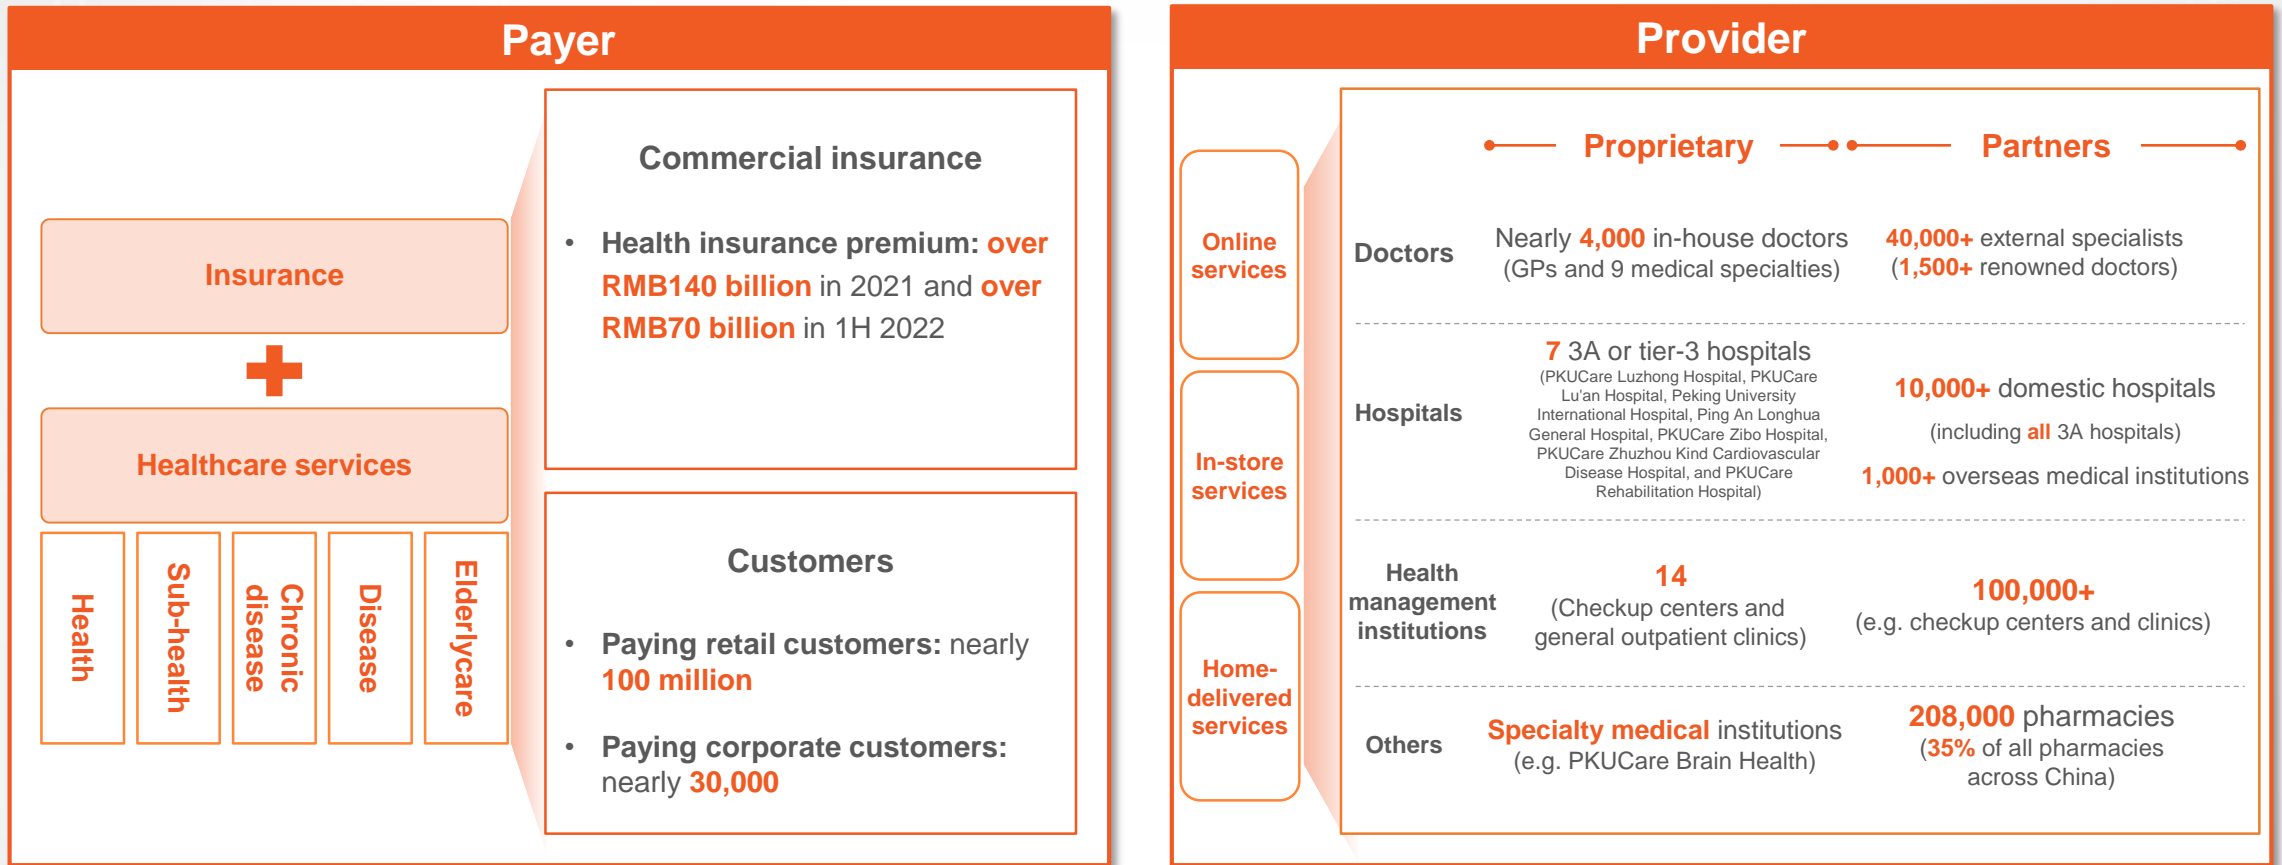 Payer
Insurance
Healthcare services
Health
Sub-health
Chronic
disease
Disease
Elderlycare
Commercial insurance
• Health insurance premium: over
RMB140 billion in 2021 and over
RMB70 billion in 1H 2022
Customers
• Paying retail customers: nearly
100 million
• Paying corporate customers:
nearly 30,000
Provider
Online
services
In-store
services
Home-
delivered
services
Proprietary
Partners
Doctors
Nearly 4,000 in-house doctors
(GPs and 9 medical specialties)
40,000+ external specialists
(1,500+ renowned doctors)
Hospitals
7 3A or tier-3 hospitals
(PKUCare Luzhong Hospital, PKUCare
Lu'an Hospital, Peking University
International Hospital, Ping An Longhua
General Hospital, PKUCare Zibo Hospital,
PKUCare Zhuzhou Kind Cardiovascular
Disease Hospital, and PKUCare
Rehabilitation Hospital)
10,000+ domestic hospitals
(including all 3A hospitals)
1,000+ overseas medical institutions
Health
management
institutions
14
(Checkup centers and
general outpatient clinics)
100,000+
(e.g. checkup centers and clinics)
Others
Specialty medical institutions
(e.g. PKUCare Brain Health)
208,000 pharmacies
(35% of all pharmacies
across China)